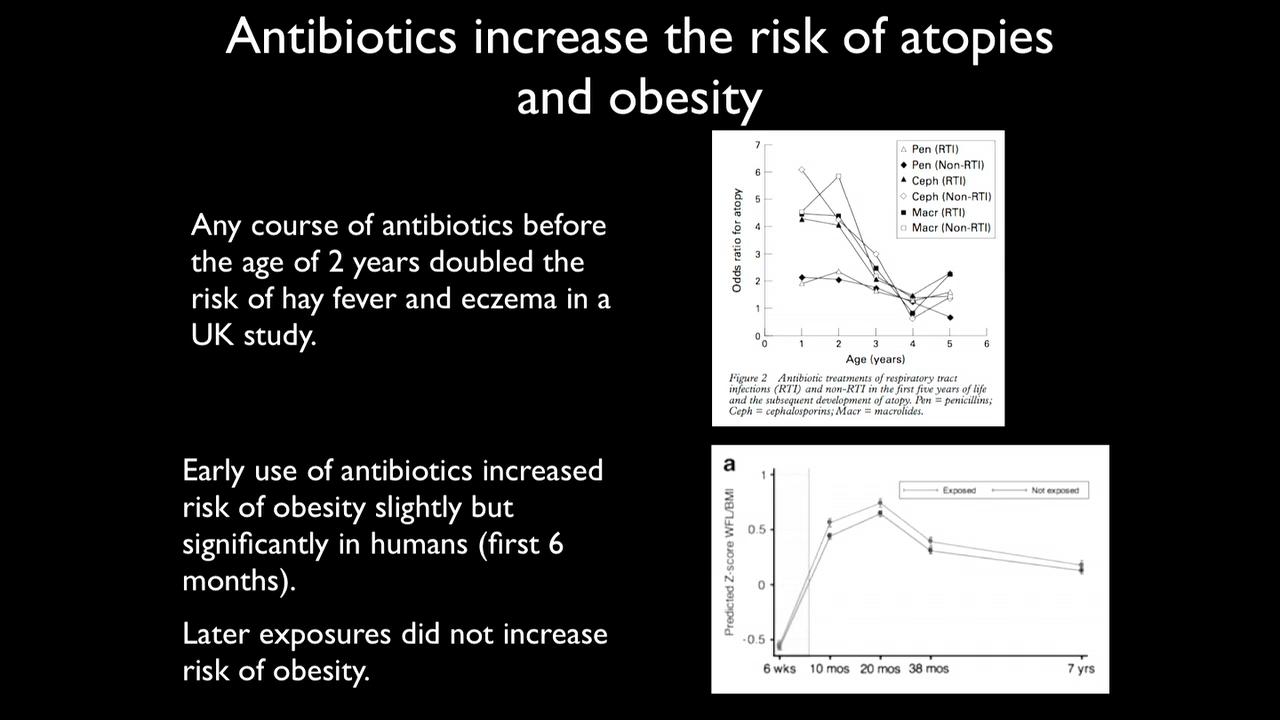 Antibiotics increase the risk of atopies
and obesity
Any course of antibiotics before
the age of 2 years doubled the
risk of hay fever and eczema in a
UK study.
7
6
5
4
3
2
1
0
Odds ratio for atopy
0 1 2 3 4 5 6
Age (years)
Pen (RTI)
Pen (Non-RTI)
Ceph (RTI)
Ceph (Non-RTI)
Macr (RTI)
Macr (Non-RTI)
Figure 2 Antibiotic treatments of respiratory tract
infections (RTI) and non-RTI in the first five years of life
and the subsequent development of atopy. Pen = penicillins;
Ceph = cephalosporins; Macr = macrolides.
Early use of antibiotics increased
risk of obesity slightly but
significantly in humans (first 6
months).
Later exposures did not increase
risk of obesity.
a
Predicted Z-score WFL/BMI
1
0.5
0
-0.5
Exposed Not exposed
6 wks 10 mos 20 mos 38 mos 7 yrs